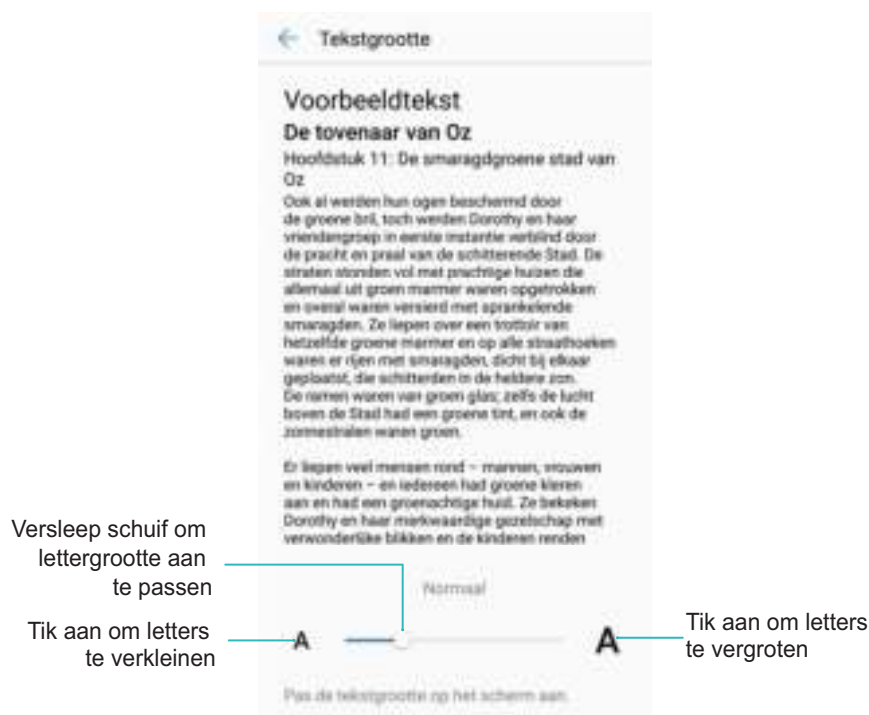 Tekstgrootte
Voorbeeldtekst
De tovenaar van Oz
Hoofdstuk 11: De smaragdgroene stad van
Oz
Ook al werden hun ogen beschermd door
de groene bril, toch werden Dorothy en haar
vriendengroep in eerste instantie verblind door
de pracht en praal van de schitterende Stad. De
straten stonden vol met prachtige huizen die
allemaal uit groen marmer waren opgetrokken
en overal waren versierd met sprankelende
smaragden. Ze liepen over een trottoir van
hetzelfde groene marmer en op alle straathoeken
waren er rijen met smaragden, dicht bij elkaar
geplaatst, die schitterden in de heldere zon.
De ramen waren van groen glas; zelfs de lucht
boven de Stad had een groene tint, en ook de
zonnestralen waren groen.
Er liepen veel mensen rond – mannen, vrouwen
en kinderen – en iedereen had groene kleren
aan en had een groenachtige huid. Ze bekeken
Dorothy en haar merkwaardige gezelschap met
verwonderlijke blikken en de kinderen renden
Versleep schuif om
lettergrootte aan
te passen
Normaal
Tik aan om letters
te verkleinen
A
A
Tik aan om letters
te vergroten
Pas de tekstgrootte op het scherm aan.